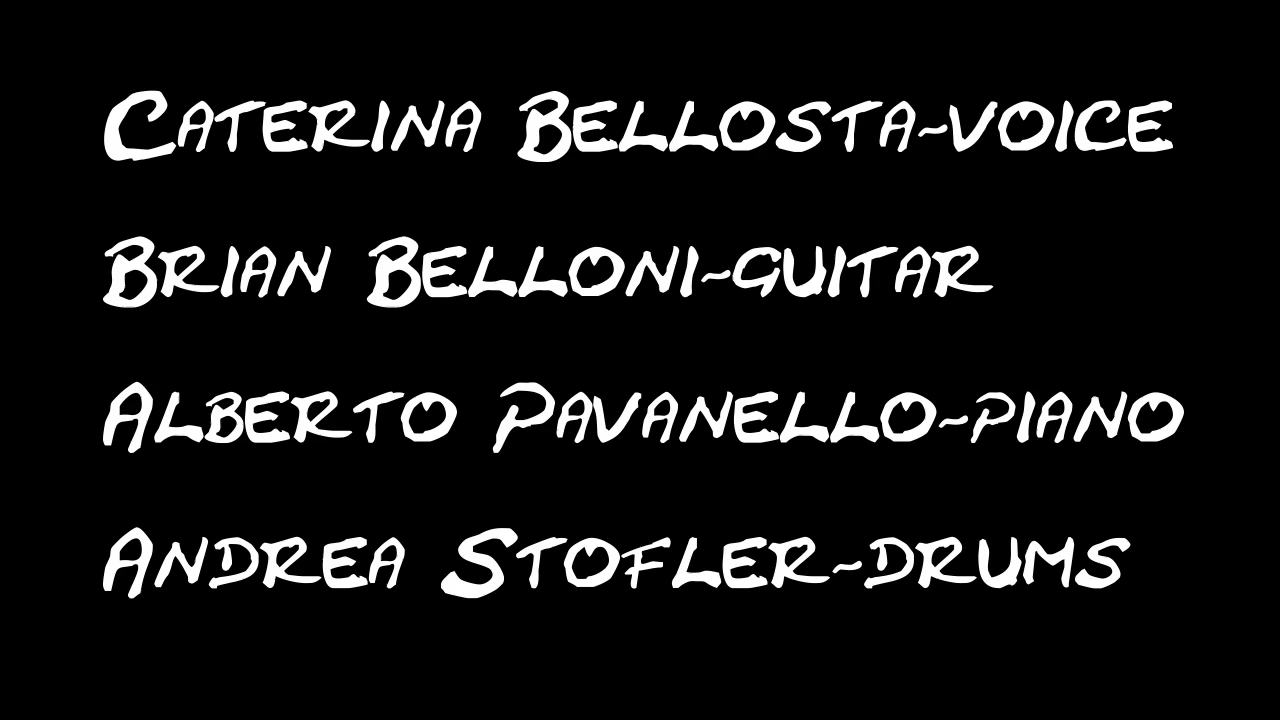 Caterina Bellosta-voice
Brian Belloni-guitar
Alberto Pavanello-piano
Andrea Stofler-drums